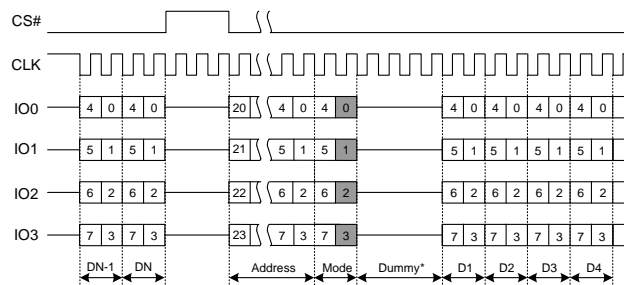 CS#
CLK
IO0 4 0 4 0 20 4 0 4 0 4 0 4 0 4 0 4 0
IO1 5 1 5 1 21 5 1 5 1 5 1 5 1 5 1 5 1
IO2 6 2 6 2 22 6 2 6 2 6 2 6 2 6 2 6 2
IO3 7 3 7 3 23 7 3 7 3 7 3 7 3 7 3 7 3
DN-1 DN Address Mode Dummy* D1 D2 D3 D4